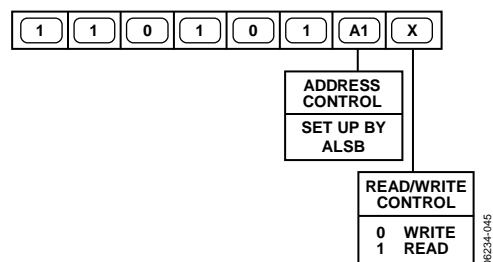 1 1 0 1 0 1 A1 X
ADDRESS
CONTROL
SET UP BY
ALSB
READ/WRITE
CONTROL
0 WRITE
1 READ
06234-045